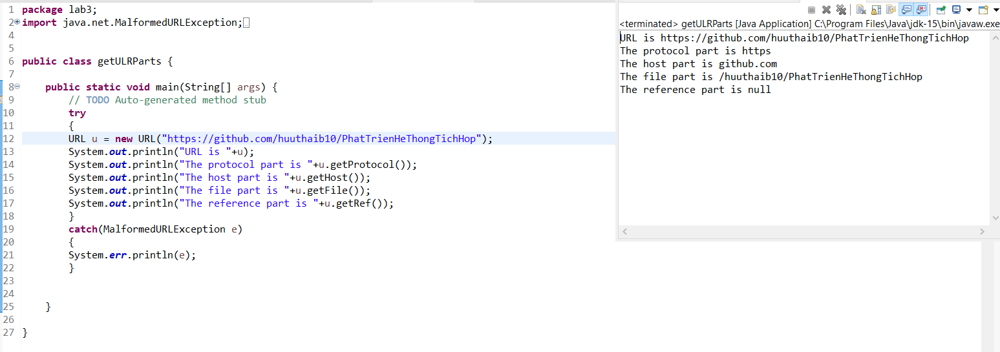 1 package lab3;
2 import java.net.MalformedURLException;
4
5
6 public class getULRParts {
7
8 public static void main(String[] args) {
9 // TODO Auto-generated method stub
10 try
11 {
12 URL u = new URL("https://github.com/huuthaib10/PhatTrienHeThongTichHop");
13 System.out.println("URL is "+u);
14 System.out.println("The protocol part is "+u.getProtocol());
15 System.out.println("The host part is "+u.getHost());
16 System.out.println("The file part is "+u.getFile());
17 System.out.println("The reference part is "+u.getRef());
18 }
19 catch(MalformedURLException e)
20 {
21 System.err.println(e);
22 }
23
24
25 }
26
27 }
<terminated> getULRParts [Java Application] C:\Program Files\Java\jdk-15\bin\javaw.exe
URL is https://github.com/huuthaib10/PhatTrienHeThongTichHop
The protocol part is https
The host part is github.com
The file part is /huuthaib10/PhatTrienHeThongTichHop
The reference part is null